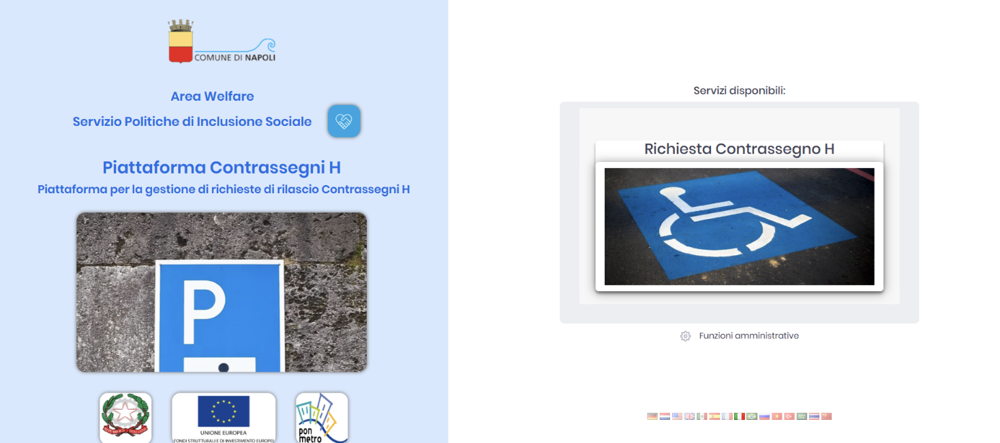 COMUNE DI NAPOLI
Area Welfare
Servizio Politiche di Inclusione Sociale
Piattaforma Contrassegni H
Piattaforma per la gestione di richieste di rilascio Contrassegni H
P
UNIONE EUROPEA
FONDI STRUTTURALI E DI INVESTIMENTO EUROPEI
pon
metro
Servizi disponibili:
Richiesta Contrassegno H
Funzioni amministrative